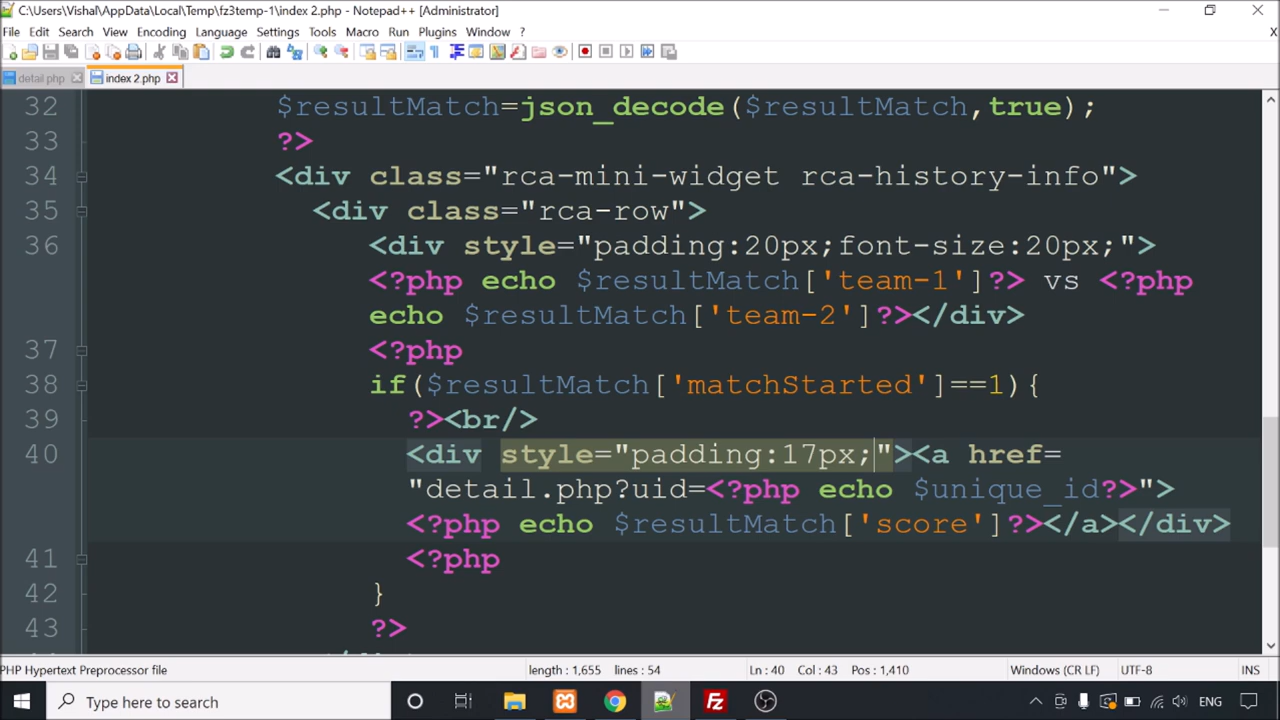 C:\Users\Vishal\AppData\Local\Temp\fz3temp-1\index 2.php - Notepad++ [Administrator]
File Edit Search View Encoding Language Settings Tools Macro Run Plugins Window ? X
detail php index 2.php
32 $resultMatch=json_decode($resultMatch,true);
33 ?>
34 <div class="rca-mini-widget rca-history-info">
35 <div class="rca-row">
36 <div style="padding:20px;font-size:20px;">
<?php echo $resultMatch['team-1']?> vs <?php
echo $resultMatch['team-2']?></div>
37 <?php
38 if($resultMatch['matchStarted']==1){
39 ?><br/>
40 <div style="padding:17px;"><a href=
"detail.php?uid=<?php echo $unique_id?>">
<?php echo $resultMatch['score']?></a></div>
41 <?php
42 }
43 ?>
PHP Hypertext Preprocessor file length : 1,655 lines : 54 Ln : 40 Col : 43 Pos : 1,410 Windows (CR LF) UTF-8 INS
Type here to search ENG